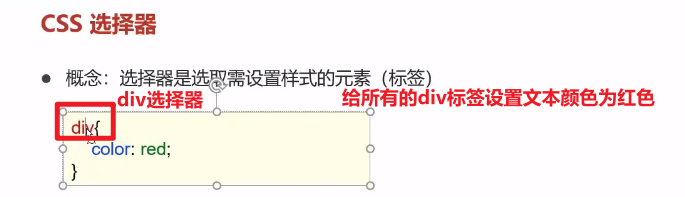 CSS 选择器
● 概念：选择器是选取需设置样式的元素（标签）
div选择器
给所有的div标签设置文本颜色为红色
div{
color: red;
}